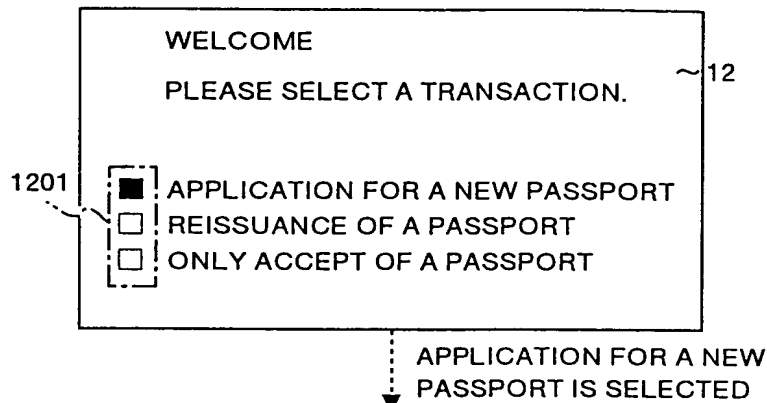 WELCOME
12
PLEASE SELECT A TRANSACTION.
1201
APPLICATION FOR A NEW PASSPORT
REISSUANCE OF A PASSPORT
ONLY ACCEPT OF A PASSPORT
APPLICATION FOR A NEW
PASSPORT IS SELECTED